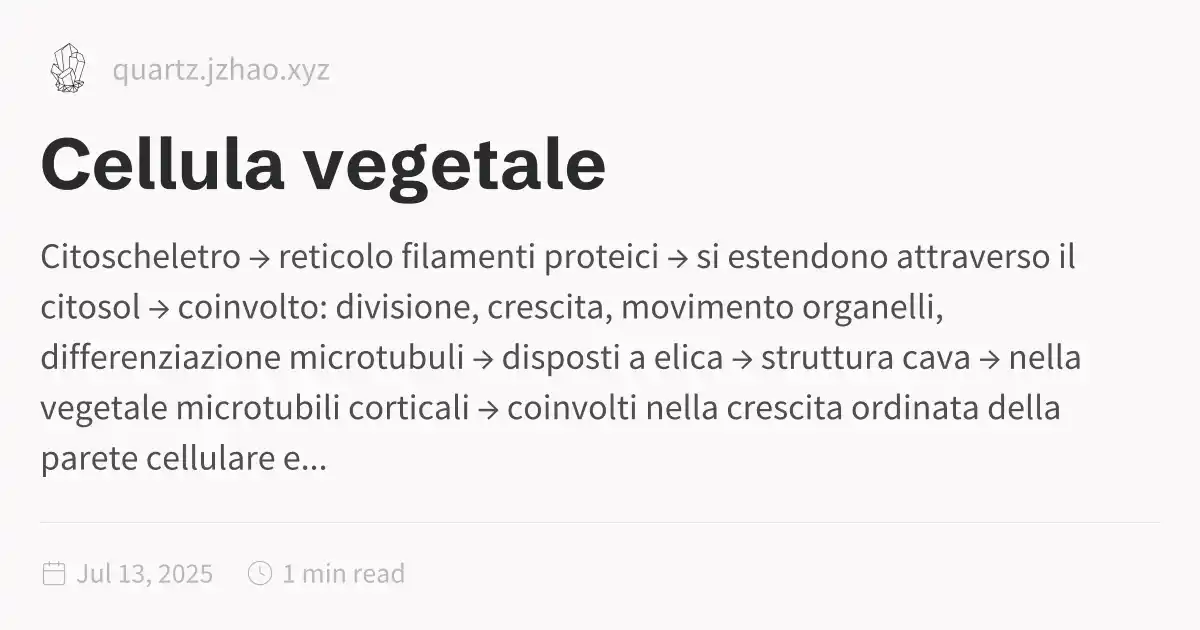 quartz.jzhao.xyz
Cellula vegetale
Citoscheletro → reticolo filamenti proteici → si estendono attraverso il
citosol → coinvolto: divisione, crescita, movimento organelli,
differenziazione microtubuli → disposti a elica → struttura cava → nella
vegetale microtubili corticali → coinvolti nella crescita ordinata della
parete cellulare e...
Jul 13, 2025 1 min read